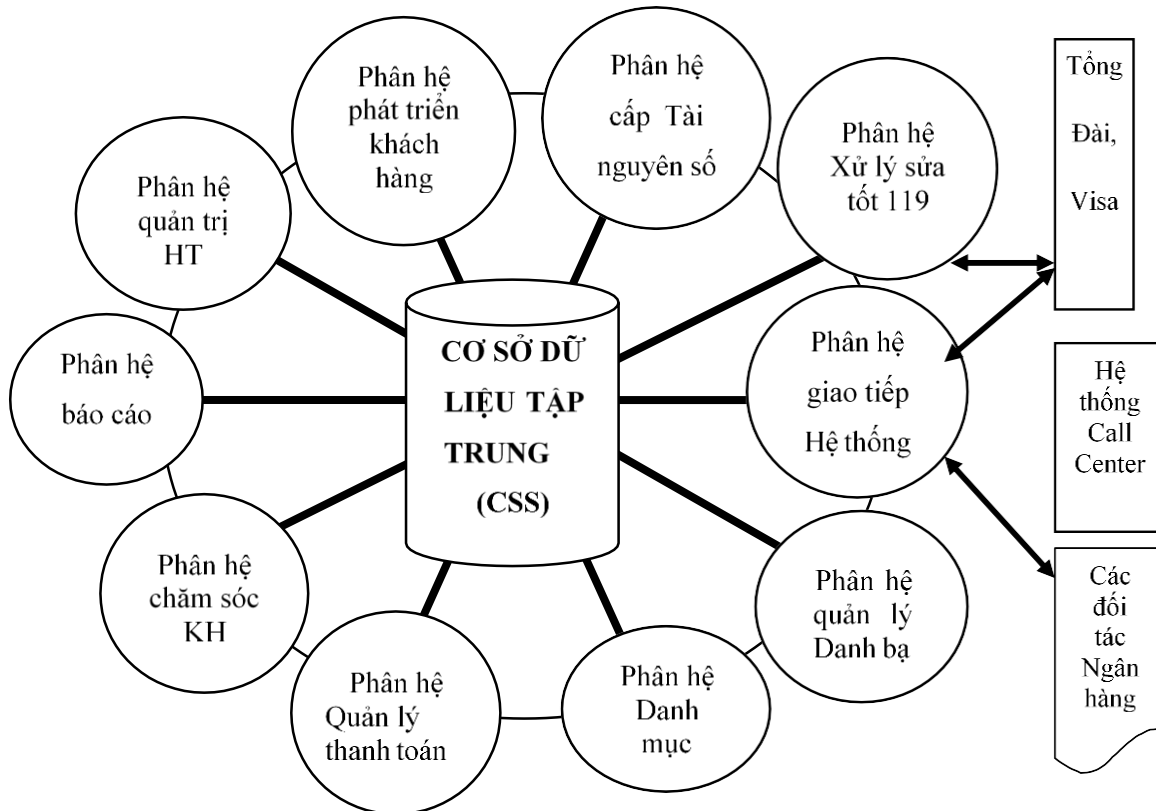 Phân hệ
phát triển
khách
hàng
Phân hệ
cấp Tài
nguyên số
Phân hệ
Xử lý sửa
tốt 119
Tổng
Đài,
Visa
Phân hệ
quản trị
HT
CƠ SỞ DỮ
LIỆU TẬP
TRUNG
(CSS)
Phân hệ
giao tiếp
Hệ thống
Hệ
thống
Call
Center
Phân hệ
báo cáo
Phân hệ
chăm sóc
KH
Phân hệ
quản lý
Danh bạ
Các
đối
tác
Ngân
hàng
Phân hệ
Quản lý
thanh toán
Phân hệ
Danh
mục